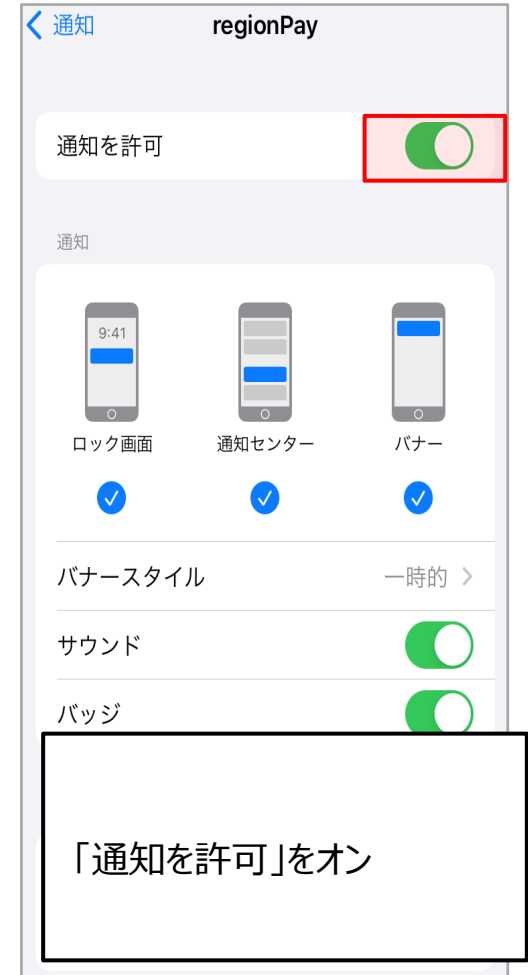 通知
regionPay
通知を許可
通知
9:41
ロック画面
通知センター
バナー
バナースタイル
一時的
サウンド
バッジ
「通知を許可」をオン